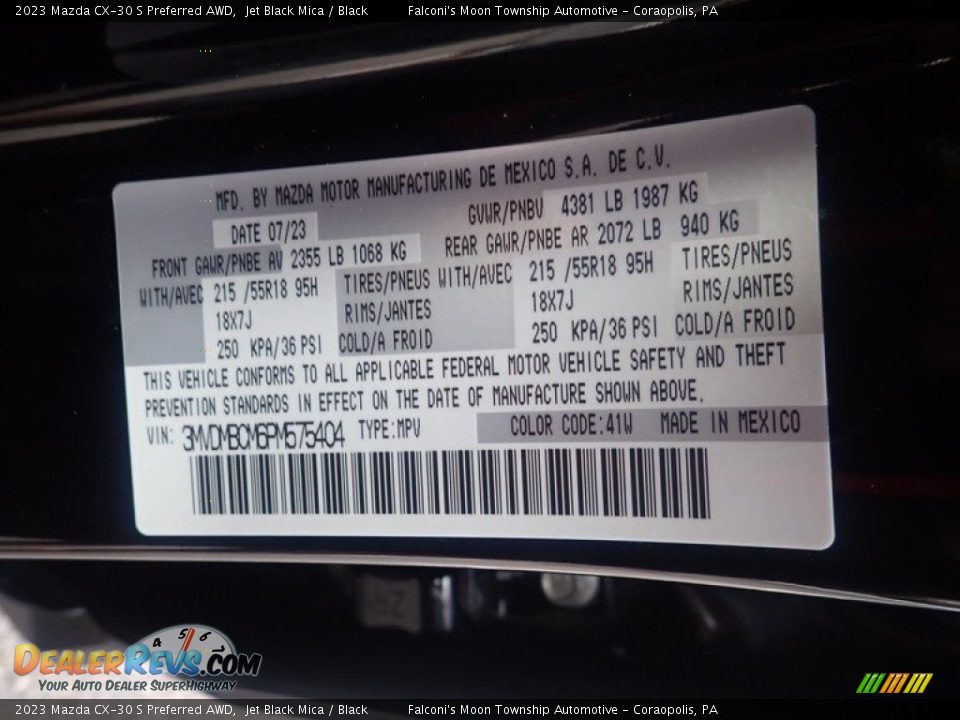 2023 Mazda CX-30 S Preferred AWD, Jet Black Mica / Black Falconi's Moon Township Automotive - Coraopolis, PA
MFD. BY MAZDA MOTOR MANUFACTURING DE MEXICO S.A. DE C.V.
DATE 07/23 GVWR/PNBV 4381 LB 1987 KG
FRONT GAWR/PNBE AV 2355 LB 1068 KG REAR GAWR/PNBE AR 2072 LB 940 KG
WITH/AVEC 215 /55R18 95H TIRES/PNEUS WITH/AVEC 215 /55R18 95H TIRES/PNEUS
18X7J RIMS/JANTES 18X7J RIMS/JANTES
250 KPA/36 PSI COLD/A FROID 250 KPA/36 PSI COLD/A FROID
THIS VEHICLE CONFORMS TO ALL APPLICABLE FEDERAL MOTOR VEHICLE SAFETY AND THEFT
PREVENTION STANDARDS IN EFFECT ON THE DATE OF MANUFACTURE SHOWN ABOVE.
VIN: 3MVDMBCM6PM575404 TYPE:MPV COLOR CODE:41W MADE IN MEXICO
4 5 6
DEALERREVS.COM
YOUR AUTO DEALER SUPERHIGHWAY
2023 Mazda CX-30 S Preferred AWD, Jet Black Mica / Black Falconi's Moon Township Automotive - Coraopolis, PA